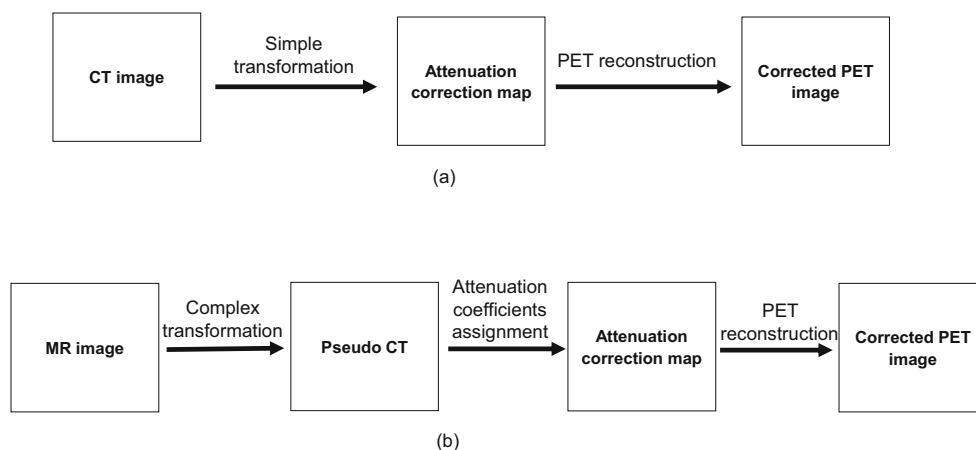 CT image
Simple
transformation
Attenuation
correction map
PET reconstruction
Corrected PET
image
(a)
MR image
Complex
transformation
Pseudo CT
Attenuation
coefficients
assignment
Attenuation
correction map
PET
reconstruction
Corrected PET
image
(b)